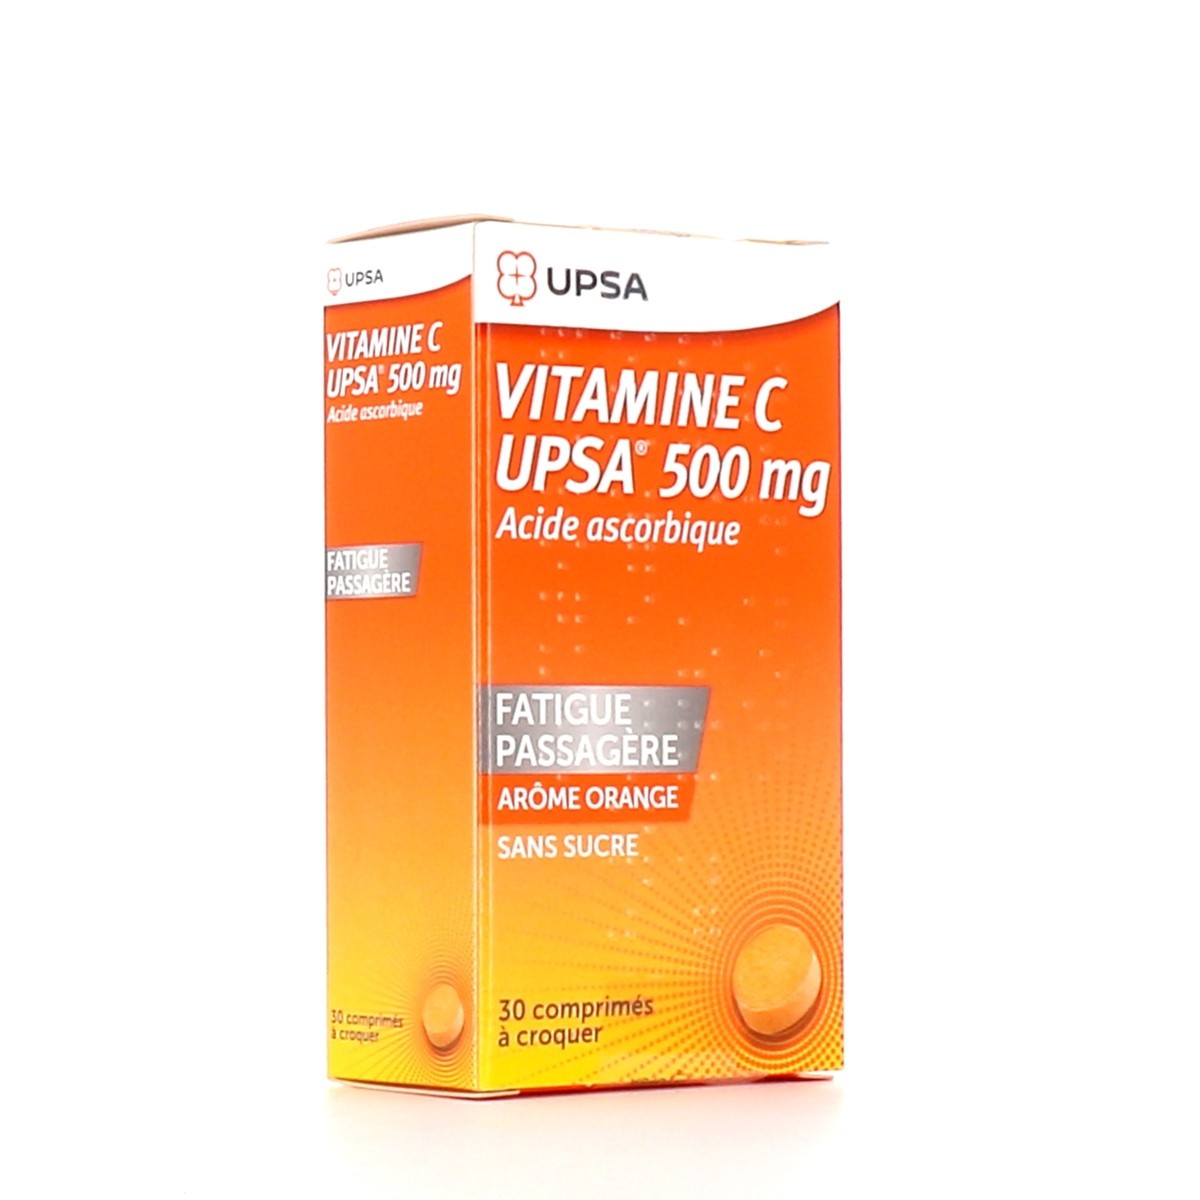 UPSA
VITAMINE C
UPSA® 500 mg
Acide ascorbique
FATIGUE
PASSAGÈRE
30 comprimés
à croquer
UPSA
VITAMINE C
UPSA® 500 mg
Acide ascorbique
FATIGUE
PASSAGÈRE
ARÔME ORANGE
SANS SUCRE
30 comprimés
à croquer